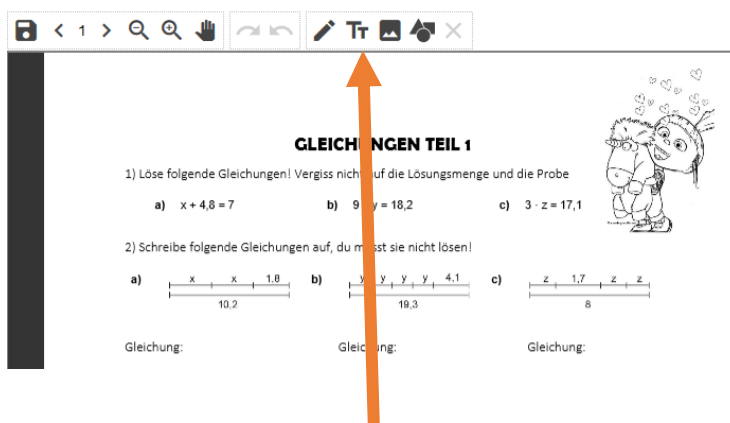 1
GLEICHUNGEN TEIL 1
1) Löse folgende Gleichungen! Vergiss nicht auf die Lösungsmenge und die Probe
a) x + 4,8 = 7 b) 9 y = 18,2 c) 3 · z = 17,1
2) Schreibe folgende Gleichungen auf, du musst sie nicht lösen!
a) x x 1,8 b) y y y y 4,1 c) z 1,7 z z
10,2 19,3 8
Gleichung: Gleichung: Gleichung: